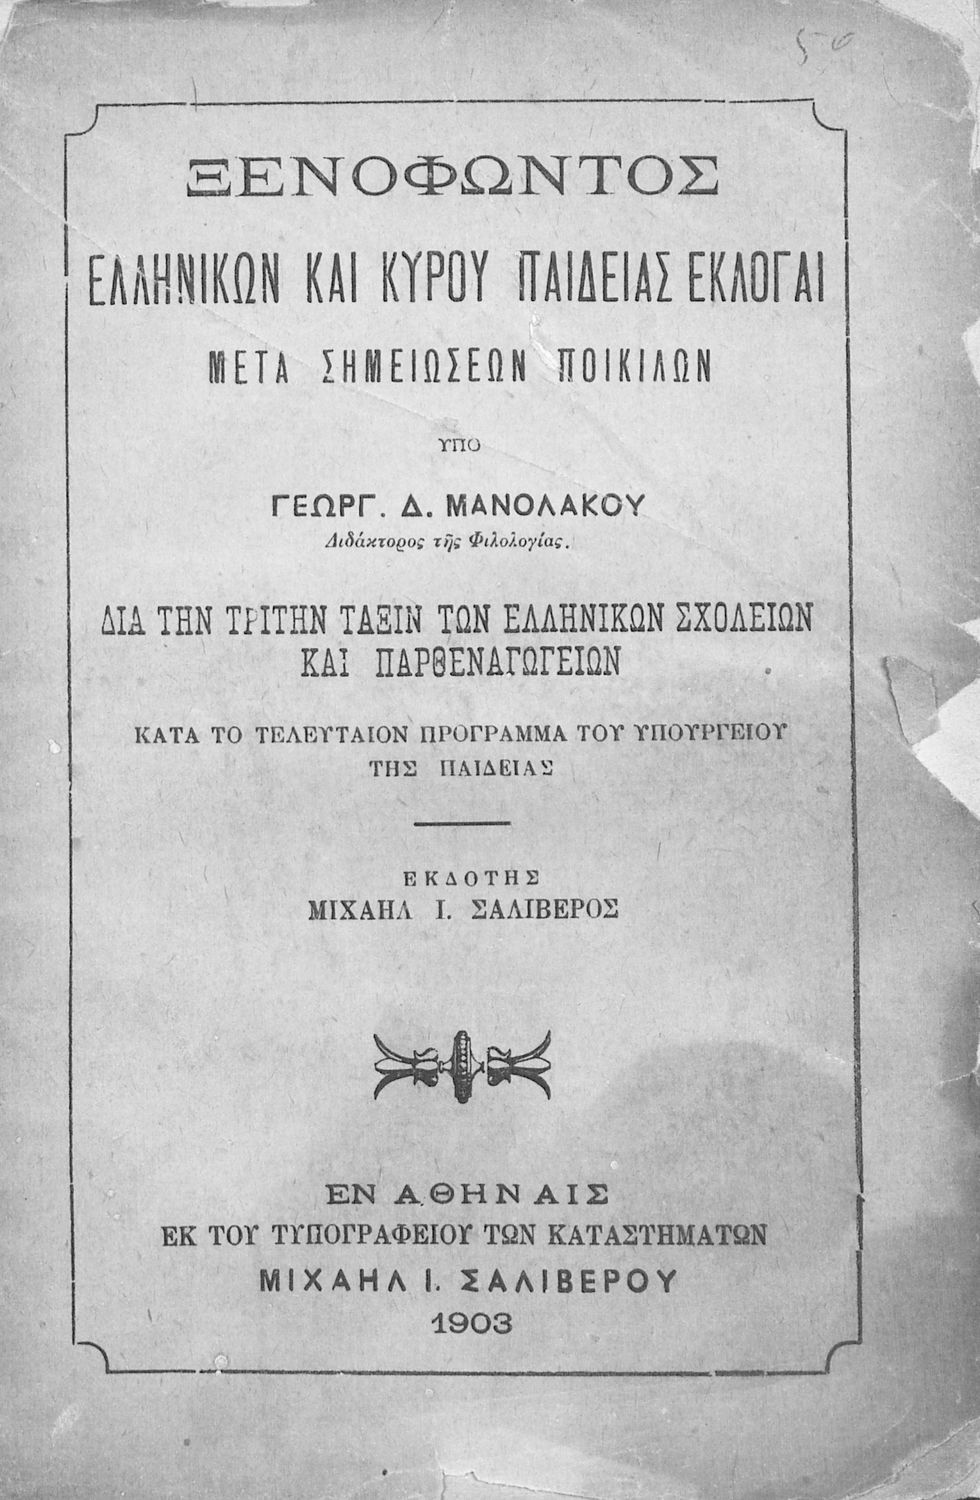 50
ΞΕΝΟΦΩΝΤΟΣ
ΕΛΛΗΝΙΚΩΝ ΚΑΙ ΚΥΡΟΥ ΠΑΙΔΕΙΑΣ ΕΚΛΟΓΑΙ
ΜΕΤΑ ΣΗΜΕΙΩΣΕΩΝ ΠΟΙΚΙΛΩΝ
ΥΠΟ
ΓΕΩΡΓ. Δ. ΜΑΝΟΛΑΚΟΥ
Διδάκτορος τῆς Φιλολογίας.
ΔΙΑ ΤΗΝ ΤΡΙΤΗΝ ΤΑΞΙΝ ΤΩΝ ΕΛΛΗΝΙΚΩΝ ΣΧΟΛΕΙΩΝ
ΚΑΙ ΠΑΡΘΕΝΑΓΩΓΕΙΩΝ
ΚΑΤΑ ΤΟ ΤΕΛΕΥΤΑΙΟΝ ΠΡΟΓΡΑΜΜΑ ΤΟΥ ΥΠΟΥΡΓΕΙΟΥ
ΤΗΣ ΠΑΙΔΕΙΑΣ
ΕΚΔΟΤΗΣ
ΜΙΧΑΗΛ Ι. ΣΑΛΙΒΕΡΟΣ
ΕΝ ΑΘΗΝΑΙΣ
ΕΚ ΤΟΥ ΤΥΠΟΓΡΑΦΕΙΟΥ ΤΩΝ ΚΑΤΑΣΤΗΜΑΤΩΝ
ΜΙΧΑΗΛ Ι. ΣΑΛΙΒΕΡΟΥ
1903